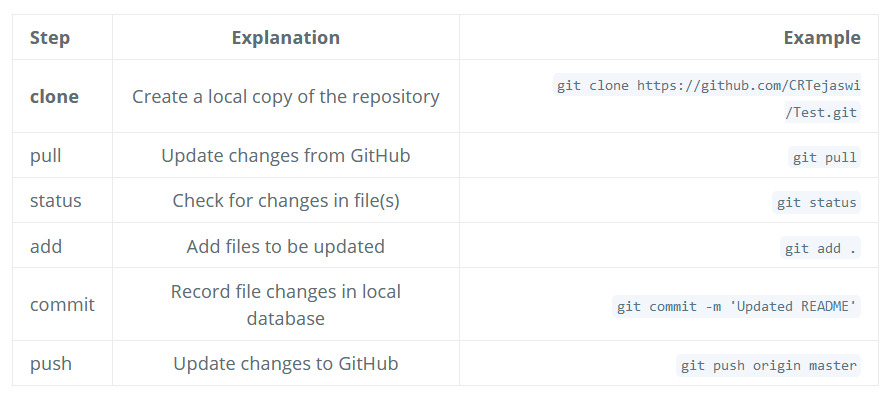 Step Explanation Example
clone Create a local copy of the repository git clone https://github.com/CRTejaswi
/Test.git
pull Update changes from GitHub git pull
status Check for changes in file(s) git status
add Add files to be updated git add .
commit Record file changes in local
database git commit -m 'Updated README'
push Update changes to GitHub git push origin master